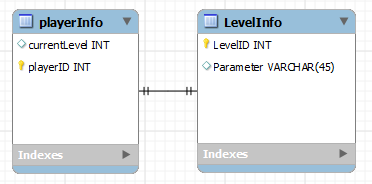 playerInfo
currentLevel INT
playerID INT
Indexes
LevelInfo
LevelID INT
Parameter VARCHAR(45)
Indexes